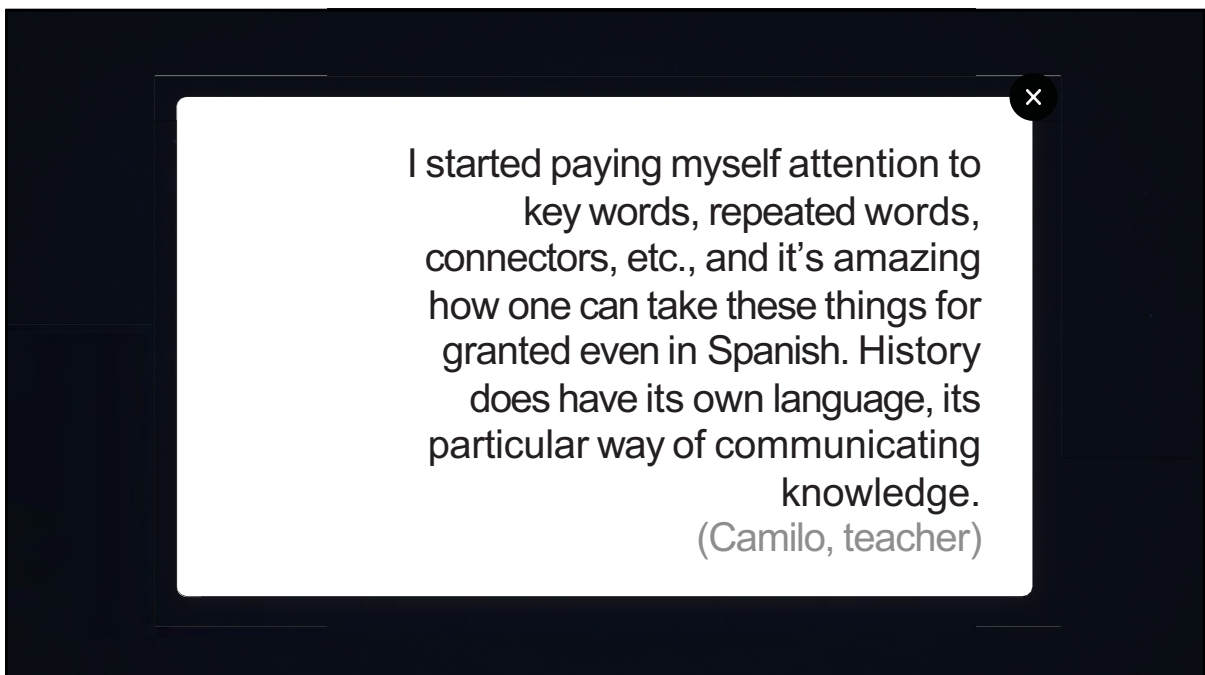 I started paying myself attention to
key words, repeated words,
connectors, etc., and it’s amazing
how one can take these things for
granted even in Spanish. History
does have its own language, its
particular way of communicating
knowledge.
(Camilo, teacher)